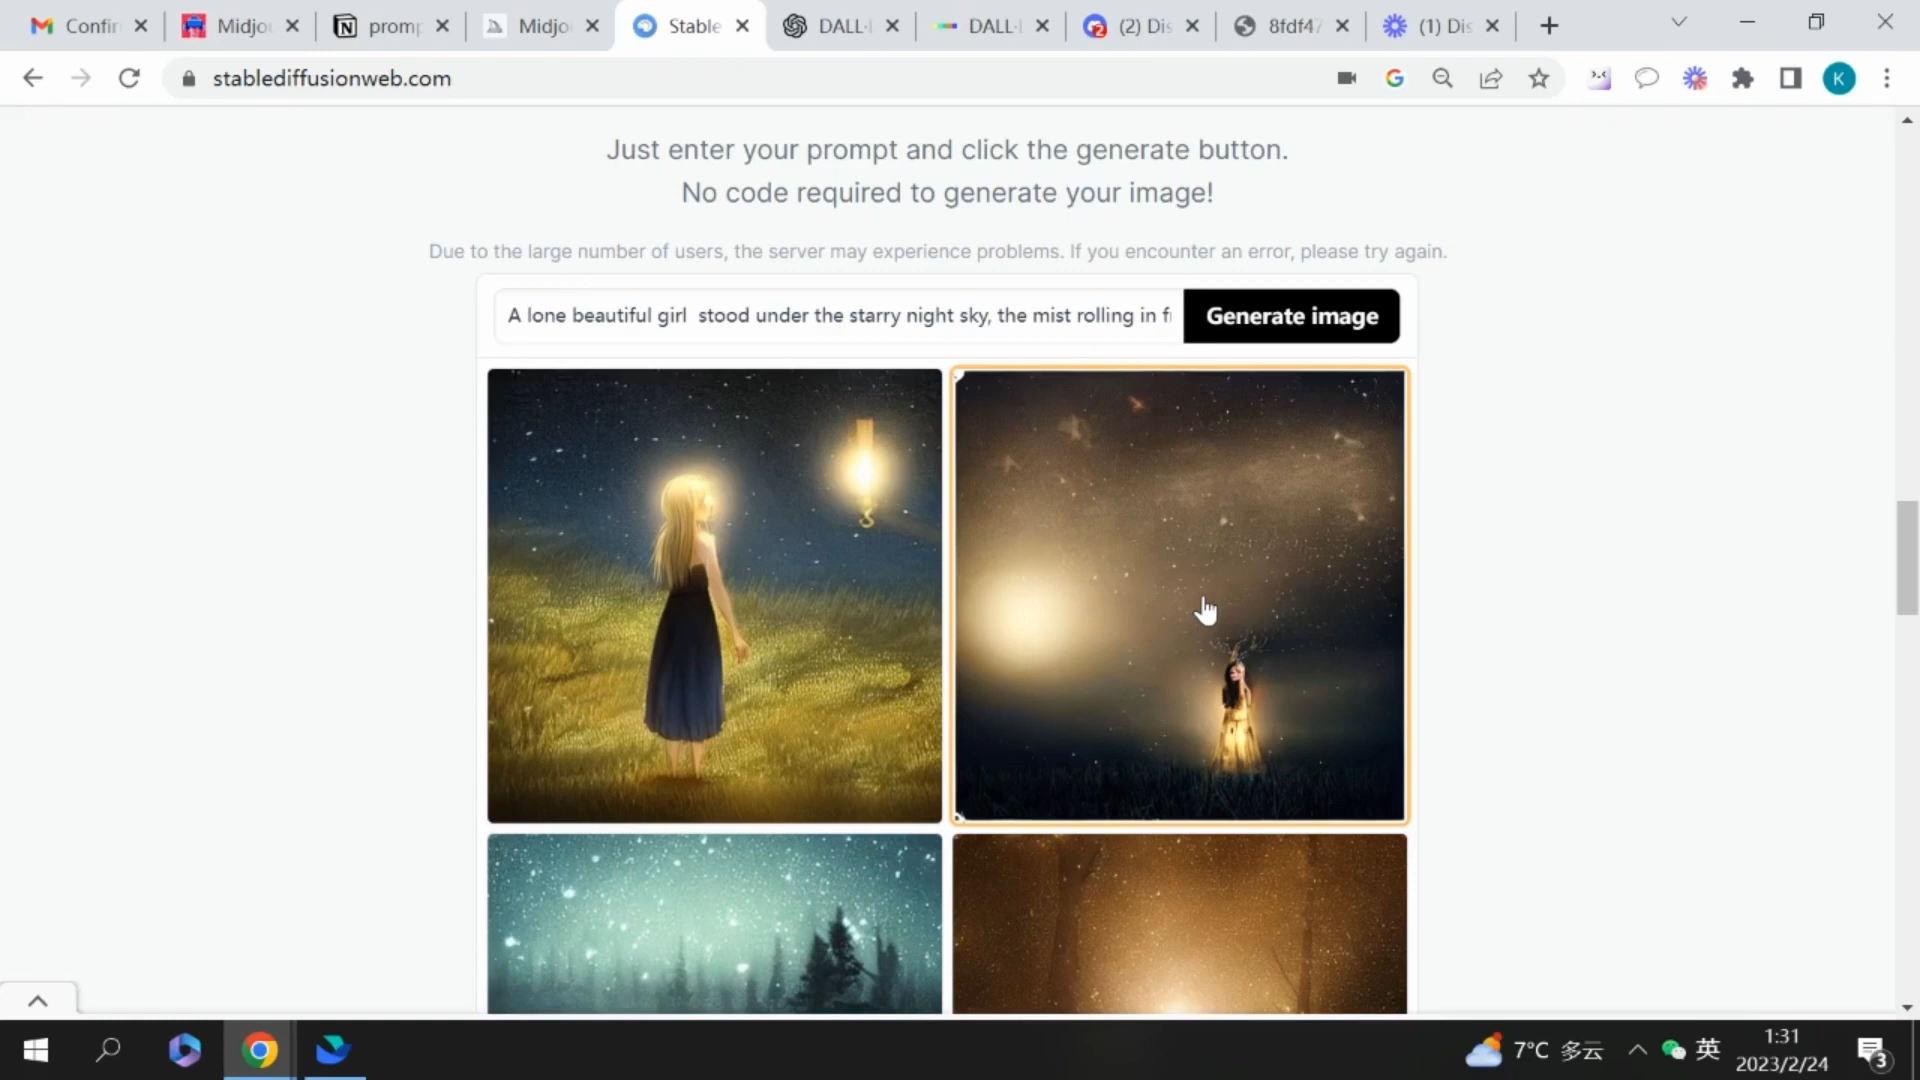 Confir
Midjou
promp
Midjo
Stable
DALL·
DALL·
(2) Dis
8fdf47
(1) Dis
stablediffusionweb.com
K
Just enter your prompt and click the generate button.
No code required to generate your image!
Due to the large number of users, the server may experience problems. If you encounter an error, please try again.
A lone beautiful girl stood under the starry night sky, the mist rolling in
Generate image
7°C 多云
英
1:31
2023/2/24
3